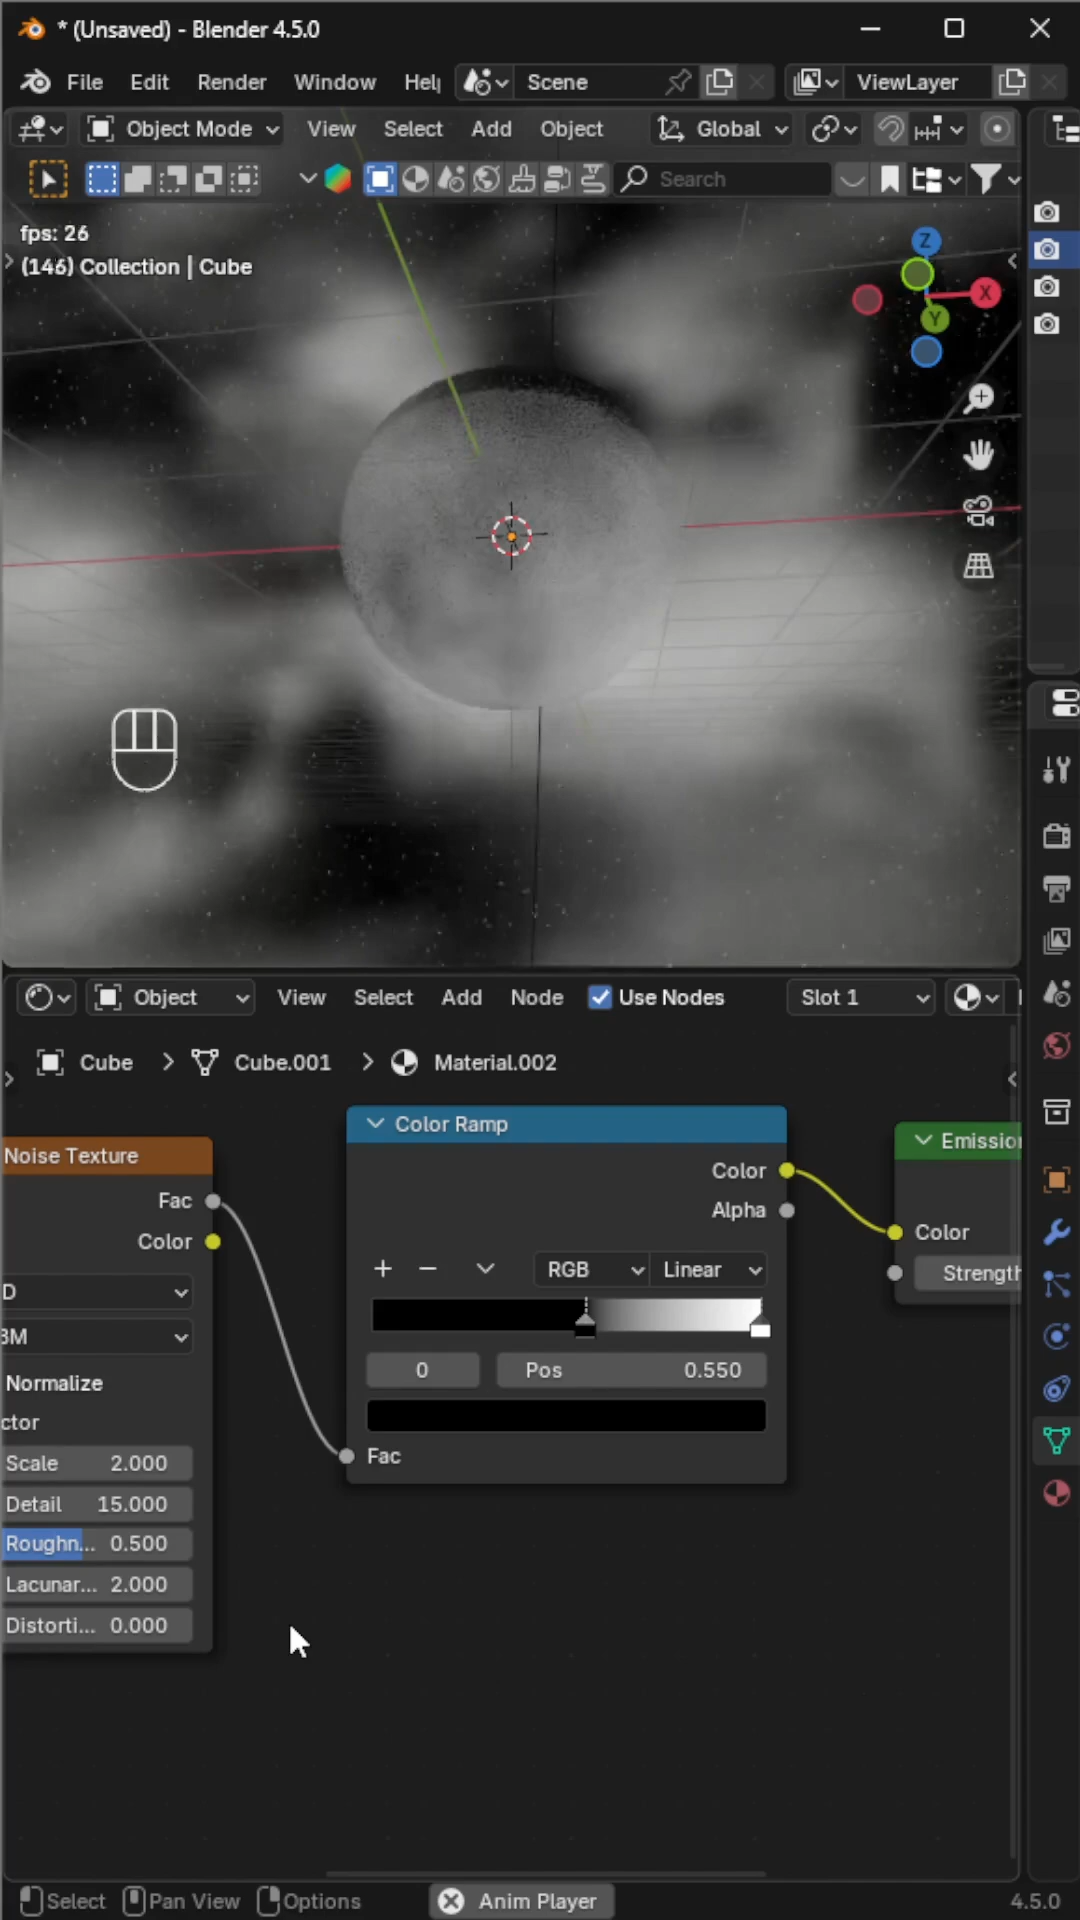 * (Unsaved) - Blender 4.5.0
File Edit Render Window Hel Scene ViewLayer
Object Mode View Select Add Object Global
Search
fps: 26
(146) Collection | Cube
Z
X
Y
Object View Select Add Node Use Nodes Slot 1
Cube > Cube.001 > Material.002
Color Ramp
Emission
Noise Texture
Color
Fac
Alpha
Color
Color
RGB Linear
Strength
D
BM
0 Pos 0.550
Normalize
ctor
Fac
Scale 2.000
Detail 15.000
Roughn... 0.500
Lacunar... 2.000
Distorti... 0.000
Select Pan View Options Anim Player 4.5.0